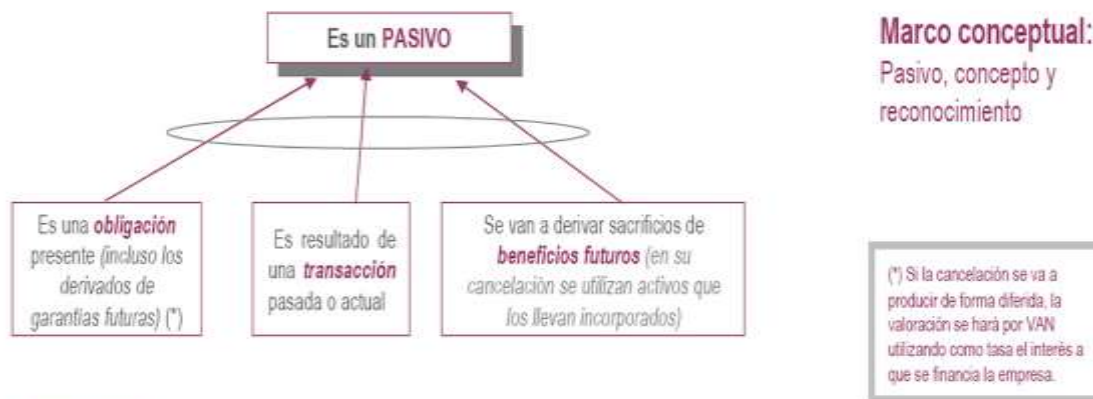 Es un PASIVO
Marco conceptual:
Pasivo, concepto y
reconocimiento
Es una obligación
presente (incluso los
derivados de
garantías futuras) (*)
Es resultado de
una transacción
pasada o actual
Se van a derivar sacrificios de
beneficios futuros (en su
cancelación se utilizan activos que
los llevan incorporados)
(*) Si la cancelación se va a
producir de forma diferida, la
valoración se hará por VAN
utilizando como tasa el interés a
que se financia la empresa.